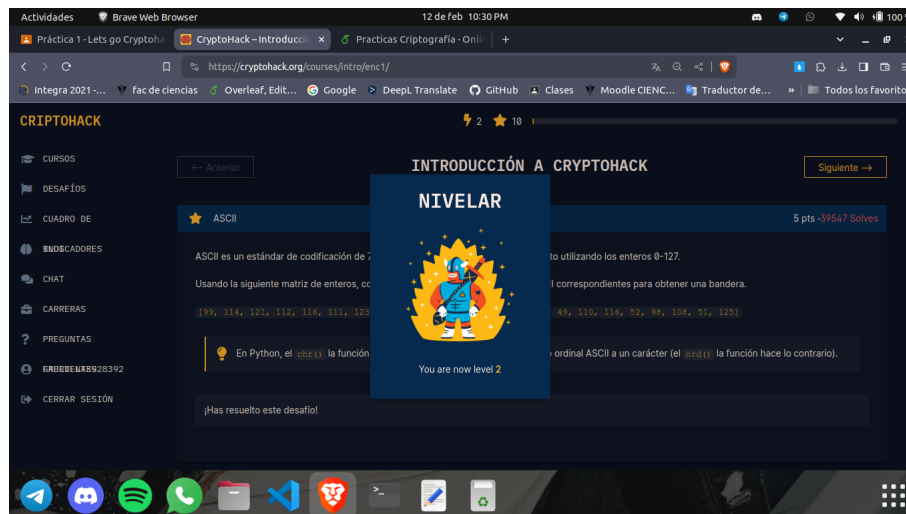 Actividades Brave Web Browser 12 de feb 10:30 PM 100
Práctica 1 - Lets go Cryptoha CryptoHack – Introducci × Practicas Criptografía - Onli +
https://cryptohack.org/courses/intro/enc1/
Integra 2021 -... fac de ciencias Overleaf, Edit... Google DeepL Translate GitHub Clases Moodle CIENC... Traductor de... » Todos los favorito
CRIPTOHACK 2 10
CURSOS
← Anterior INTRODUCCIÓN A CRYPTOHACK Siguiente →
DESAFÍOS
NIVELAR
CUADRO DE
ASCII 5 pts ·39547 Solves
ASCII es un estándar de codificación de 7 to utilizando los enteros 0-127.
CHAT
Usando la siguiente matriz de enteros, co l correspondientes para obtener una bandera.
CARRERAS
[99, 114, 121, 112, 116, 111, 123 49, 110, 116, 52, 98, 108, 51, 125]
PREGUNTAS
En Python, el chr() la función ordinal ASCII a un carácter (el ord() la función hace lo contrario).
You are now level 2
CERRAR SESIÓN
¡Has resuelto este desafío!